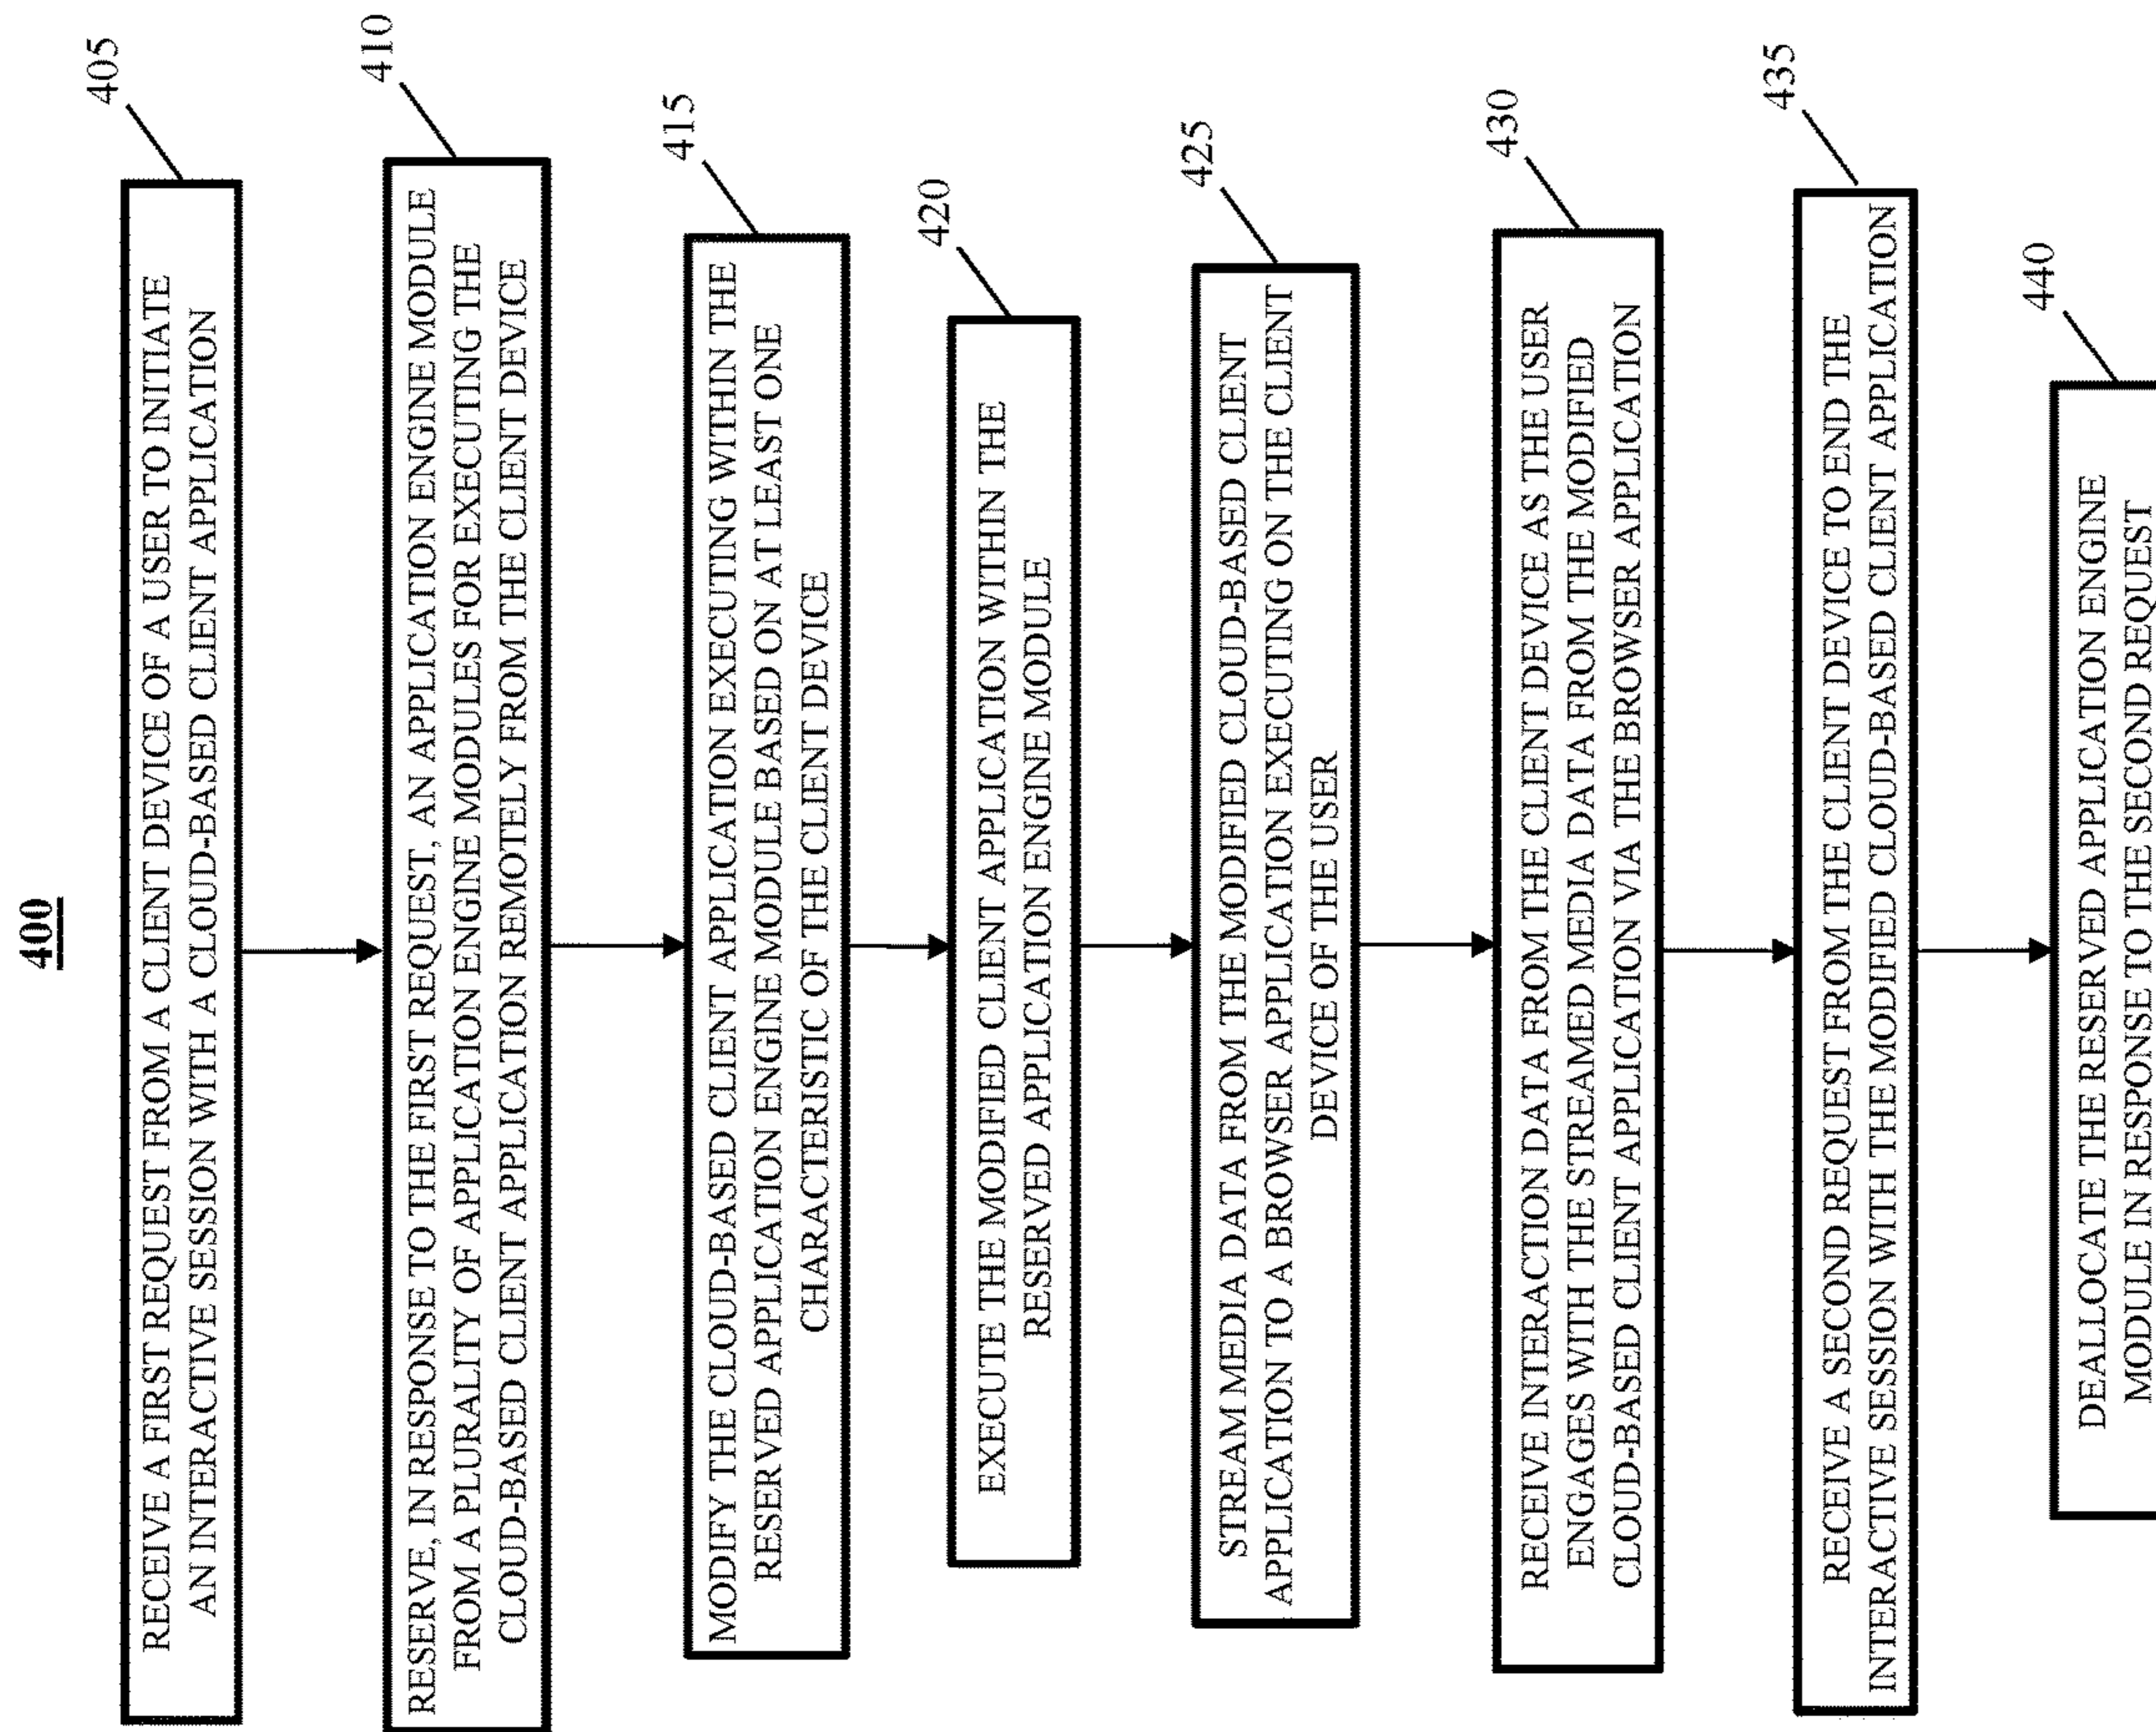 400
405
RECEIVE A FIRST REQUEST FROM A CLIENT DEVICE OF A USER TO INITIATE
AN INTERACTIVE SESSION WITH A CLOUD-BASED CLIENT APPLICATION
410
RESERVE, IN RESPONSE TO THE FIRST REQUEST, AN APPLICATION ENGINE MODULE
FROM A PLURALITY OF APPLICATION ENGINE MODULES FOR EXECUTING THE
CLOUD-BASED CLIENT APPLICATION REMOTELY FROM THE CLIENT DEVICE
415
MODIFY THE CLOUD-BASED CLIENT APPLICATION EXECUTING WITHIN THE
RESERVED APPLICATION ENGINE MODULE BASED ON AT LEAST ONE
CHARACTERISTIC OF THE CLIENT DEVICE
420
EXECUTE THE MODIFIED CLIENT APPLICATION WITHIN THE
RESERVED APPLICATION ENGINE MODULE
425
STREAM MEDIA DATA FROM THE MODIFIED CLOUD-BASED CLIENT
APPLICATION TO A BROWSER APPLICATION EXECUTING ON THE CLIENT
DEVICE OF THE USER
430
RECEIVE INTERACTION DATA FROM THE CLIENT DEVICE AS THE USER
ENGAGES WITH THE STREAMED MEDIA DATA FROM THE MODIFIED
CLOUD-BASED CLIENT APPLICATION VIA THE BROWSER APPLICATION
435
RECEIVE A SECOND REQUEST FROM THE CLIENT DEVICE TO END THE
INTERACTIVE SESSION WITH THE MODIFIED CLOUD-BASED CLIENT APPLICATION
440
DEALLOCATE THE RESERVED APPLICATION ENGINE
MODULE IN RESPONSE TO THE SECOND REQUEST